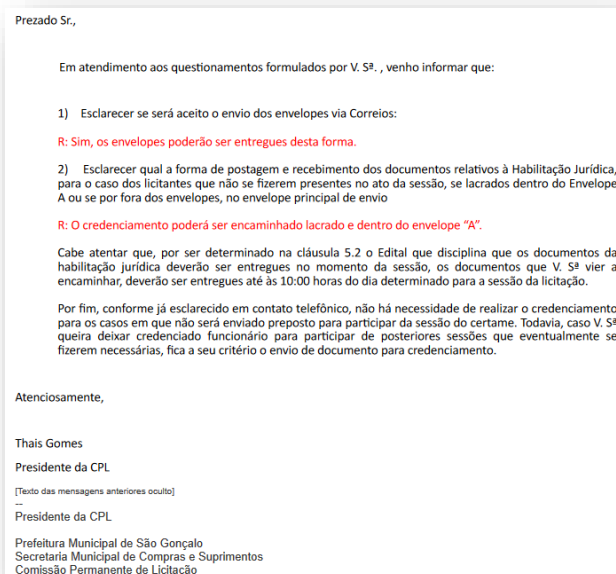 Prezado Sr.,
Em atendimento aos questionamentos formulados por V. Sª. , venho informar que:
1) Esclarecer se será aceito o envio dos envelopes via Correios:
R: Sim, os envelopes poderão ser entregues desta forma.
2) Esclarecer qual a forma de postagem e recebimento dos documentos relativos à Habilitação Jurídica,
para o caso dos licitantes que não se fizerem presentes no ato da sessão, se lacrados dentro do Envelope
A ou se por fora dos envelopes, no envelope principal de envio
R: O credenciamento poderá ser encaminhado lacrado e dentro do envelope “A”.
Cabe atentar que, por ser determinado na cláusula 5.2 o Edital que disciplina que os documentos da
habilitação jurídica deverão ser entregues no momento da sessão, os documentos que V. Sª vier a
encaminhar, deverão ser entregues até às 10:00 horas do dia determinado para a sessão da licitação.
Por fim, conforme já esclarecido em contato telefônico, não há necessidade de realizar o credenciamento
para os casos em que não será enviado preposto para participar da sessão do certame. Todavia, caso V. Sª
queira deixar credenciado funcionário para participar de posteriores sessões que eventualmente se
fizerem necessárias, fica a seu critério o envio de documento para credenciamento.
Atenciosamente,
Thais Gomes
Presidente da CPL
[Texto das mensagens anteriores oculto]
--
Presidente da CPL
Prefeitura Municipal de São Gonçalo
Secretaria Municipal de Compras e Suprimentos
Comissão Permanente de Licitação